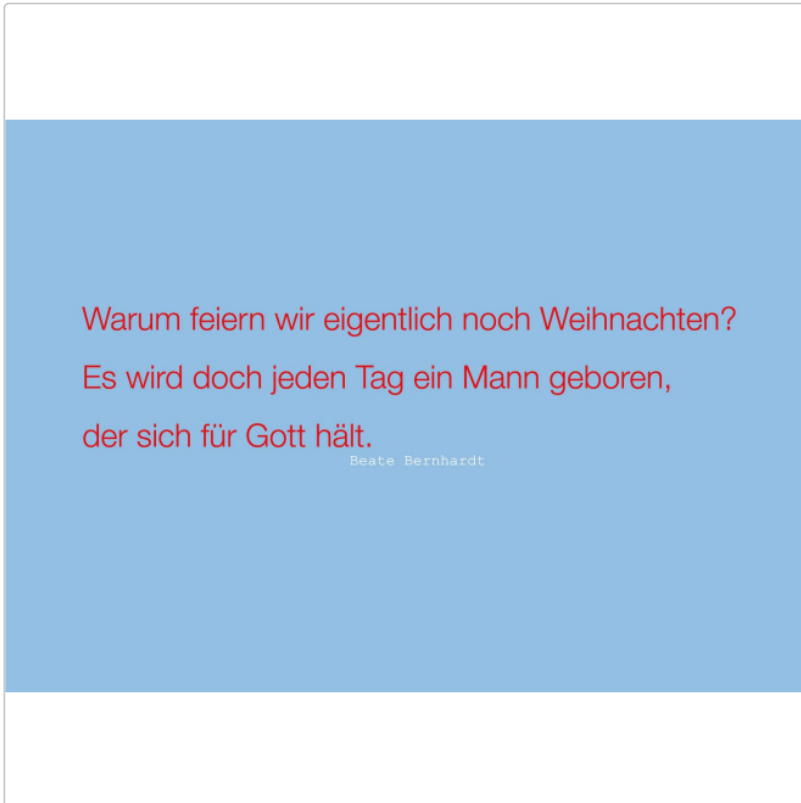 Warum feiern wir eigentlich noch Weihnachten?
Es wird doch jeden Tag ein Mann geboren,
der sich für Gott hält.
Beate Bernhardt